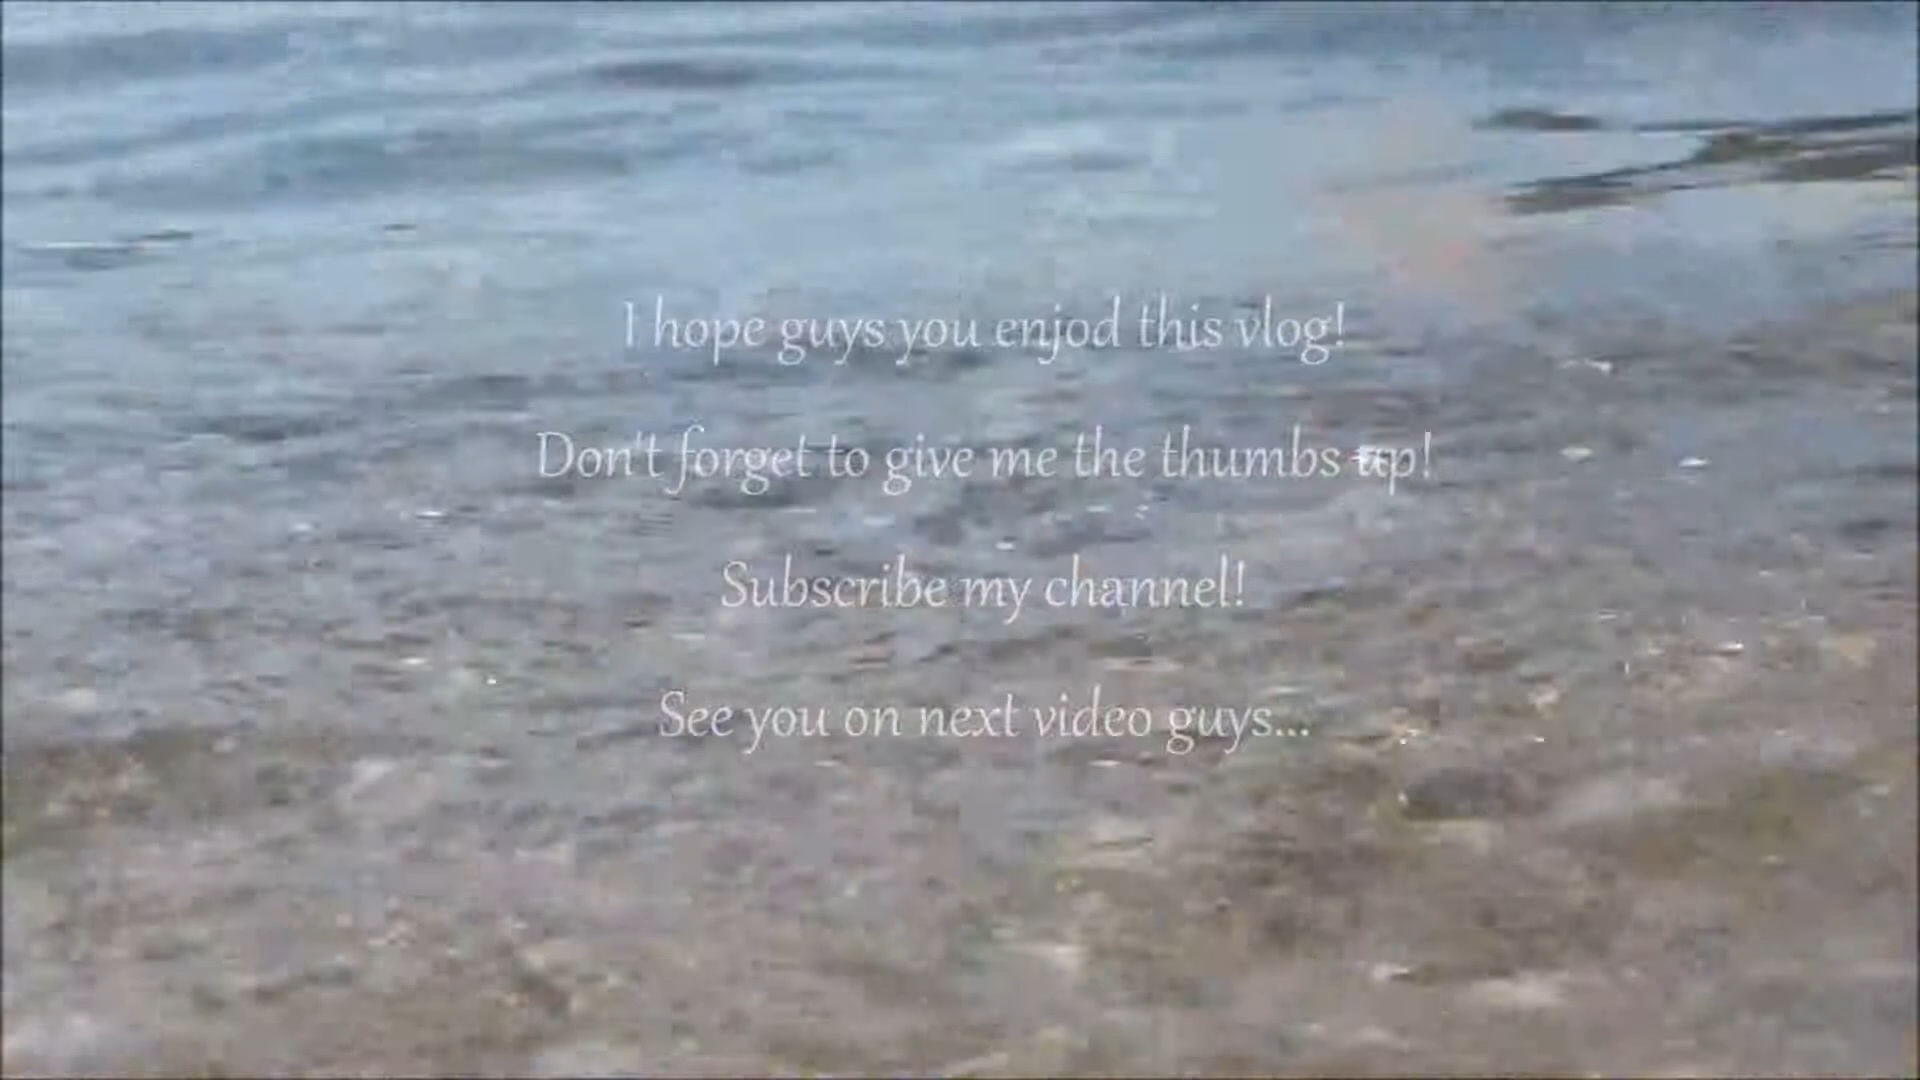 I hope guys you enjod this vlog!
Don't forget to give me the thumbs up!
Subscribe my channel!
See you on next video guys...